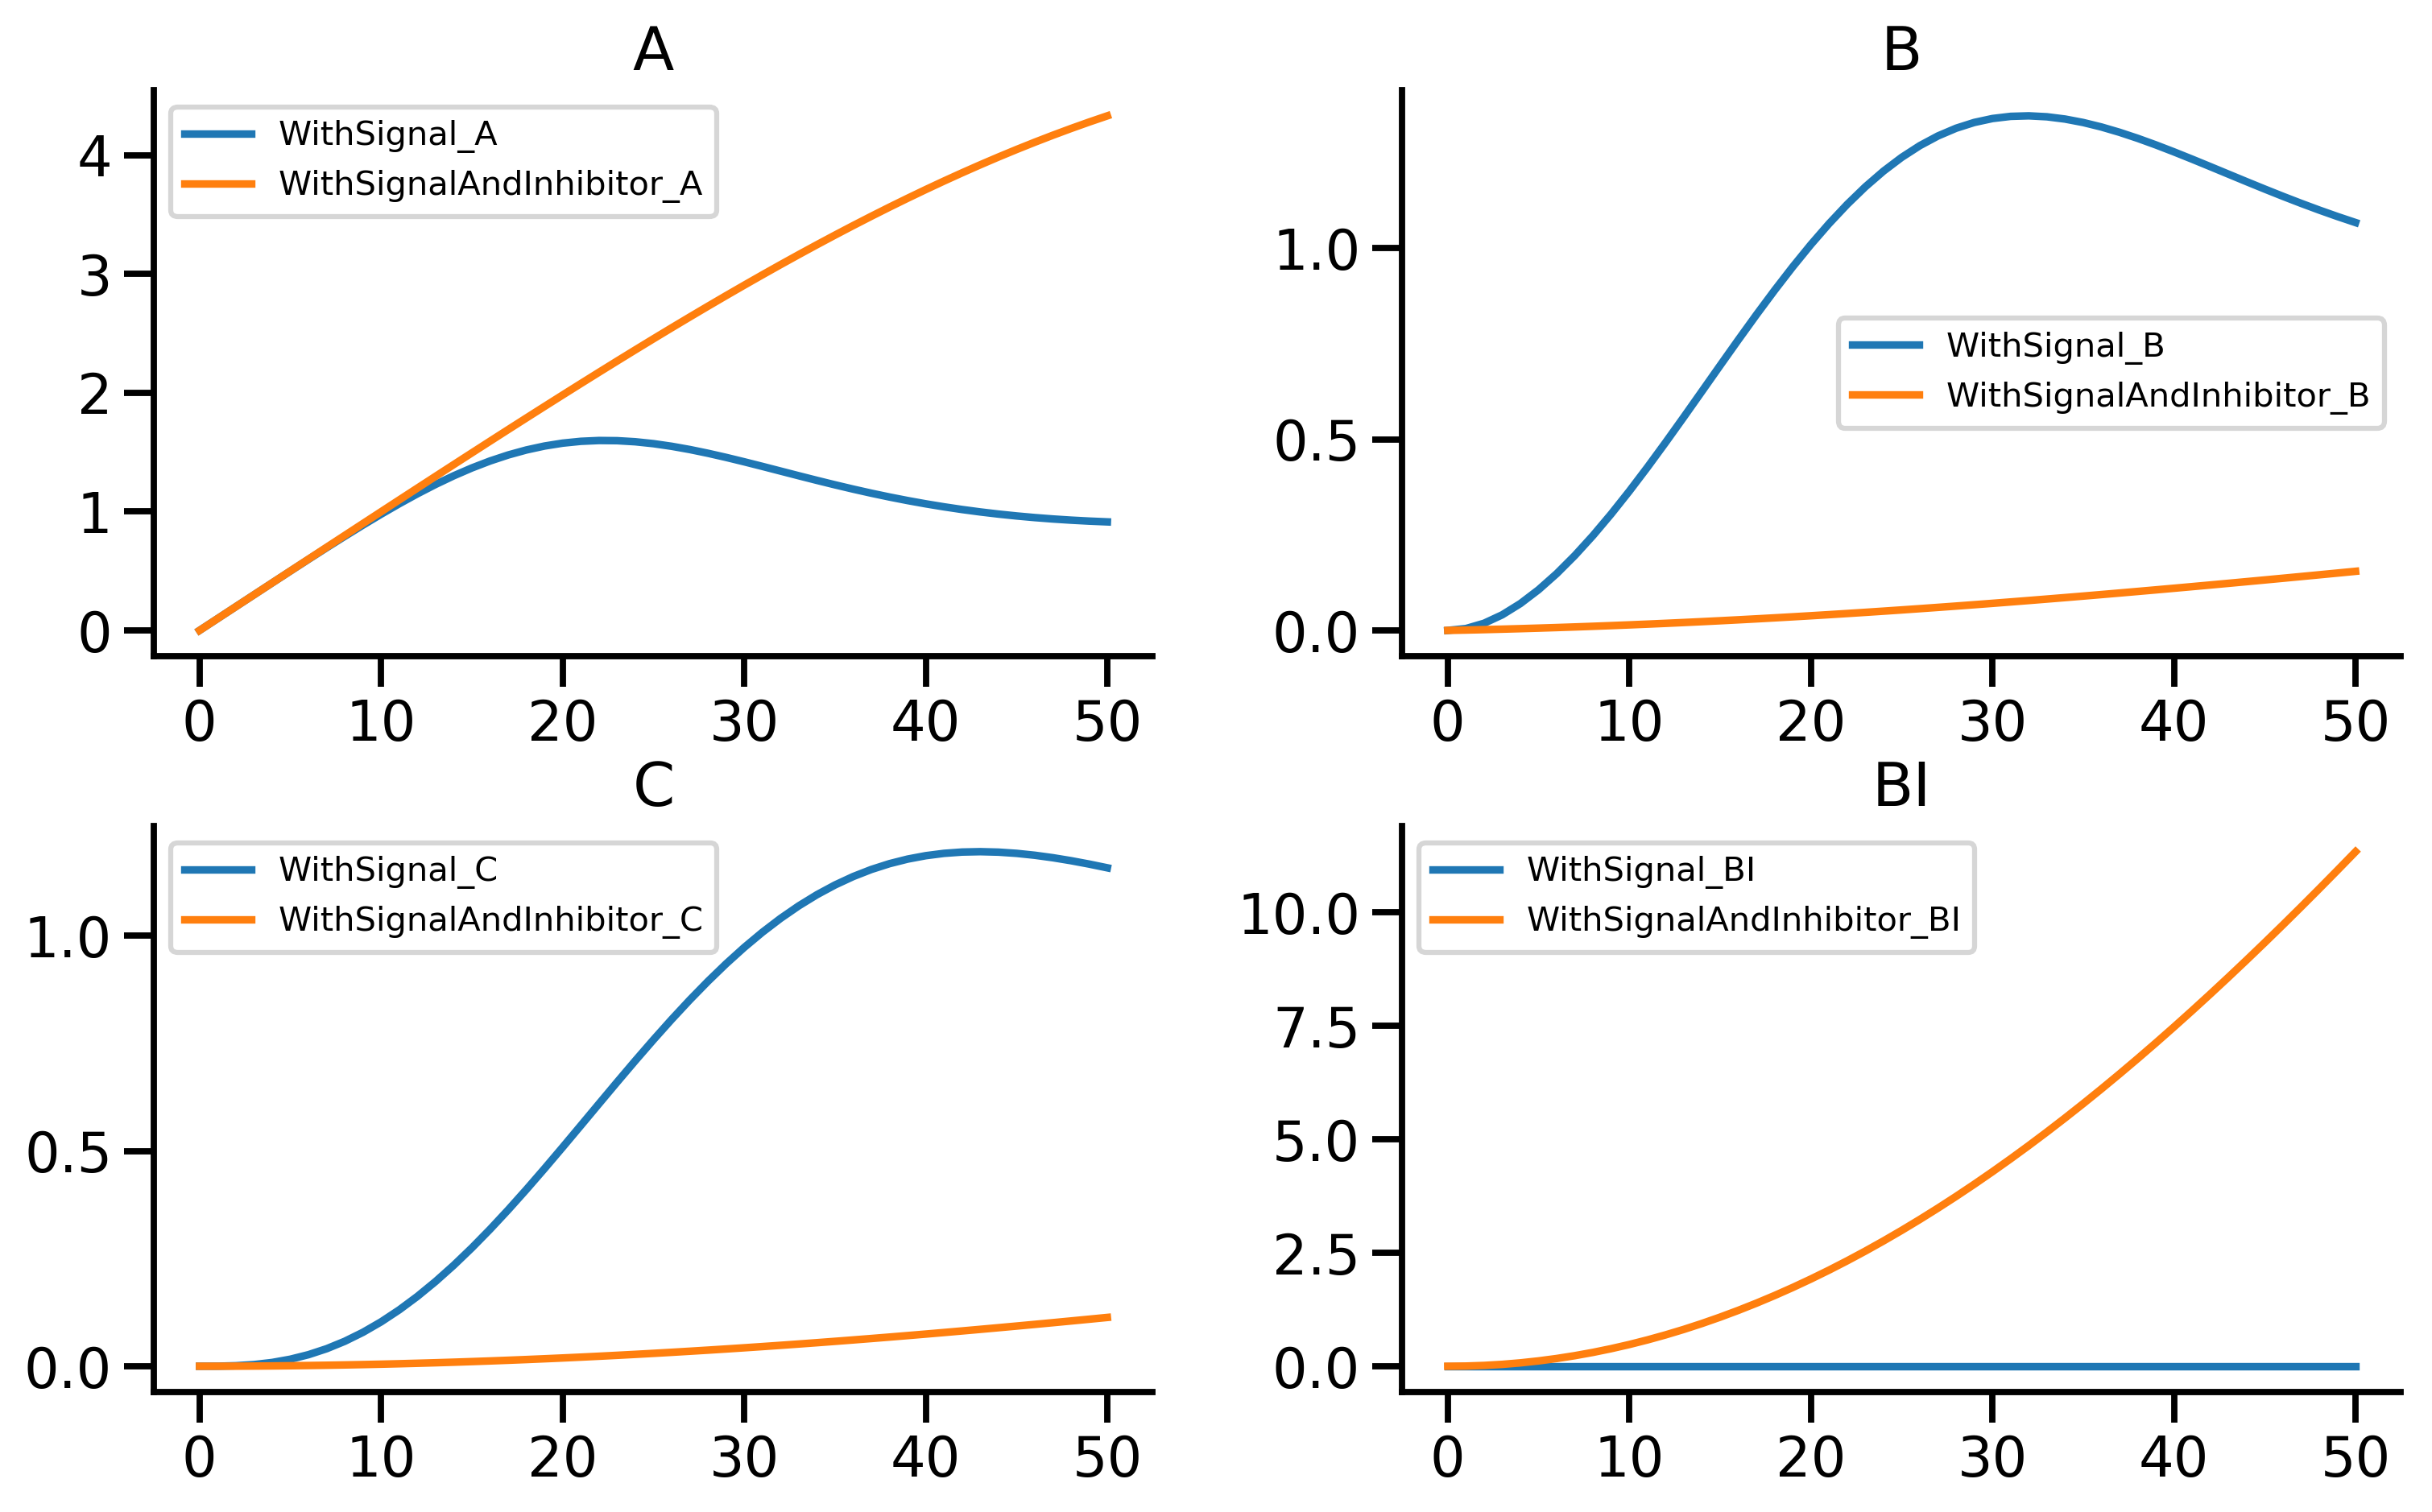 A
WithSignal_A
WithSignalAndInhibitor_A
4
3
2
1
0
0 10 20 30 40 50
B
WithSignal_B
WithSignalAndInhibitor_B
1.0
0.5
0.0
0 10 20 30 40 50
C
WithSignal_C
WithSignalAndInhibitor_C
1.0
0.5
0.0
0 10 20 30 40 50
BI
WithSignal_BI
WithSignalAndInhibitor_BI
10.0
7.5
5.0
2.5
0.0
0 10 20 30 40 50